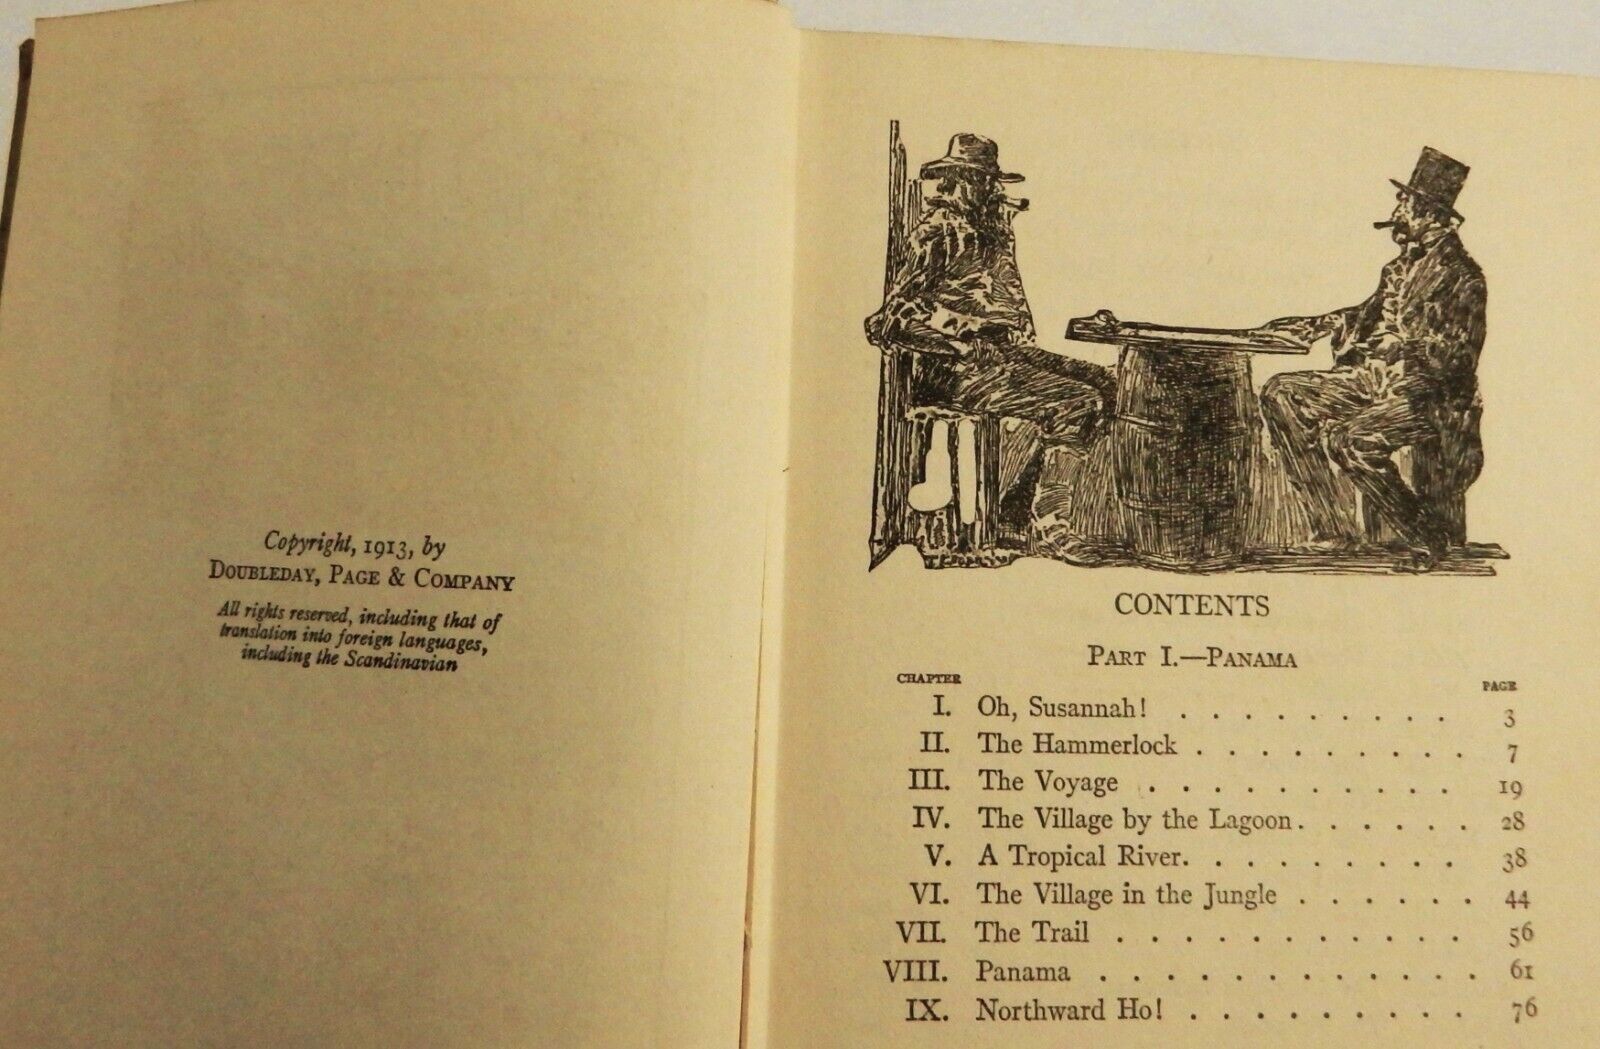 Copyright, 1913, by
DOUBLEDAY, PAGE & COMPANY
All rights reserved, including that of
translation into foreign languages,
including the Scandinavian
CONTENTS
PART I.—PANAMA
CHAPTER PAGE
I. Oh, Susannah! . . . . . . . . . 3
II. The Hammerlock . . . . . . . . . 7
III. The Voyage . . . . . . . . . . 19
IV. The Village by the Lagoon . . . . . . 28
V. A Tropical River . . . . . . . . . 38
VI. The Village in the Jungle . . . . . . 44
VII. The Trail . . . . . . . . . . . 56
VIII. Panama . . . . . . . . . . . 61
IX. Northward Ho! . . . . . . . . . 76